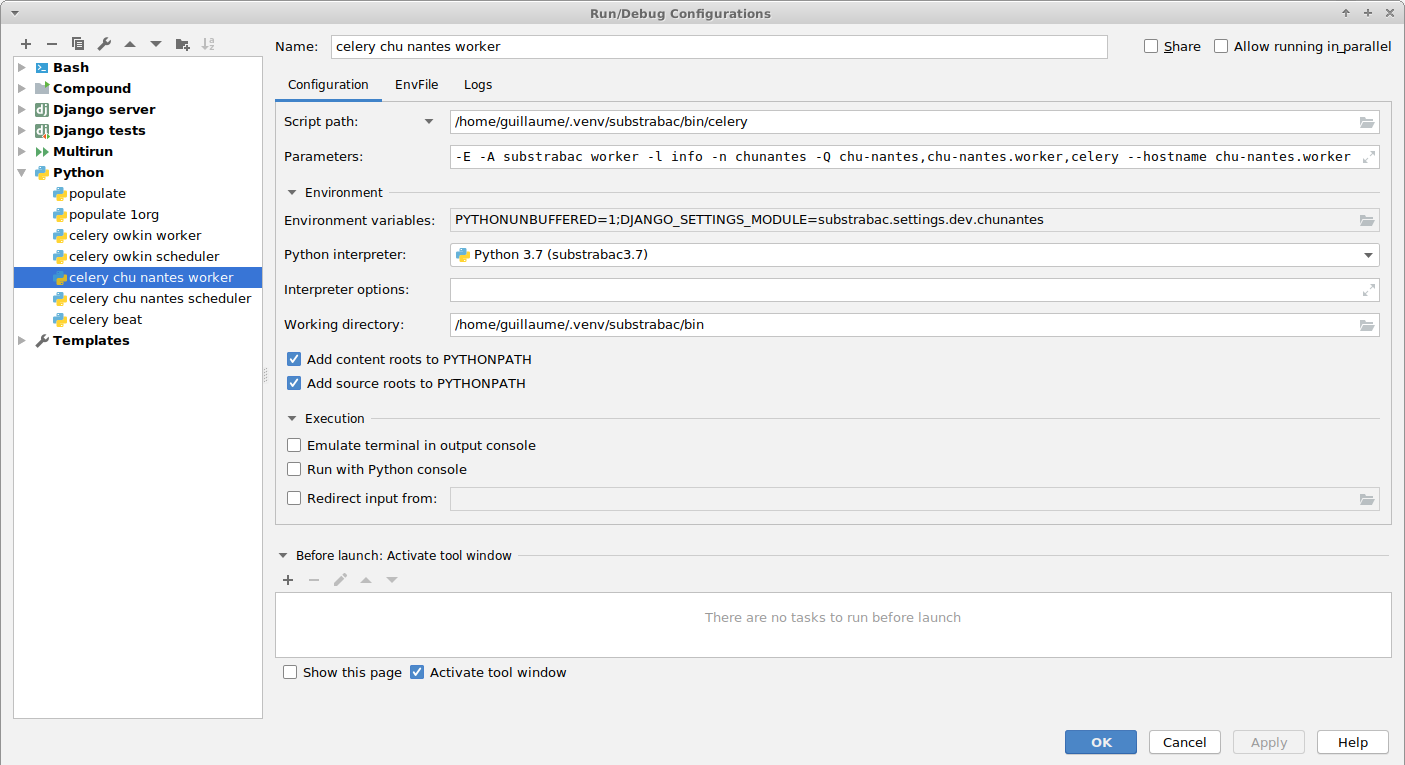 Run/Debug Configurations
Name: celery chu nantes worker
Share
Allow running in parallel
Bash
Compound
Django server
Django tests
Multirun
Python
populate
populate 1org
celery owkin worker
celery owkin scheduler
celery chu nantes worker
celery chu nantes scheduler
celery beat
Templates
Configuration
EnvFile
Logs
Script path: /home/guillaume/.venv/substrabac/bin/celery
Parameters: -E -A substrabac worker -l info -n chunantes -Q chu-nantes,chu-nantes.worker,celery --hostname chu-nantes.worker
Environment
Environment variables: PYTHONUNBUFFERED=1;DJANGO_SETTINGS_MODULE=substrabac.settings.dev.chunantes
Python interpreter: Python 3.7 (substrabac3.7)
Interpreter options:
Working directory: /home/guillaume/.venv/substrabac/bin
Add content roots to PYTHONPATH
Add source roots to PYTHONPATH
Execution
Emulate terminal in output console
Run with Python console
Redirect input from:
Before launch: Activate tool window
There are no tasks to run before launch
Show this page
Activate tool window
OK
Cancel
Apply
Help